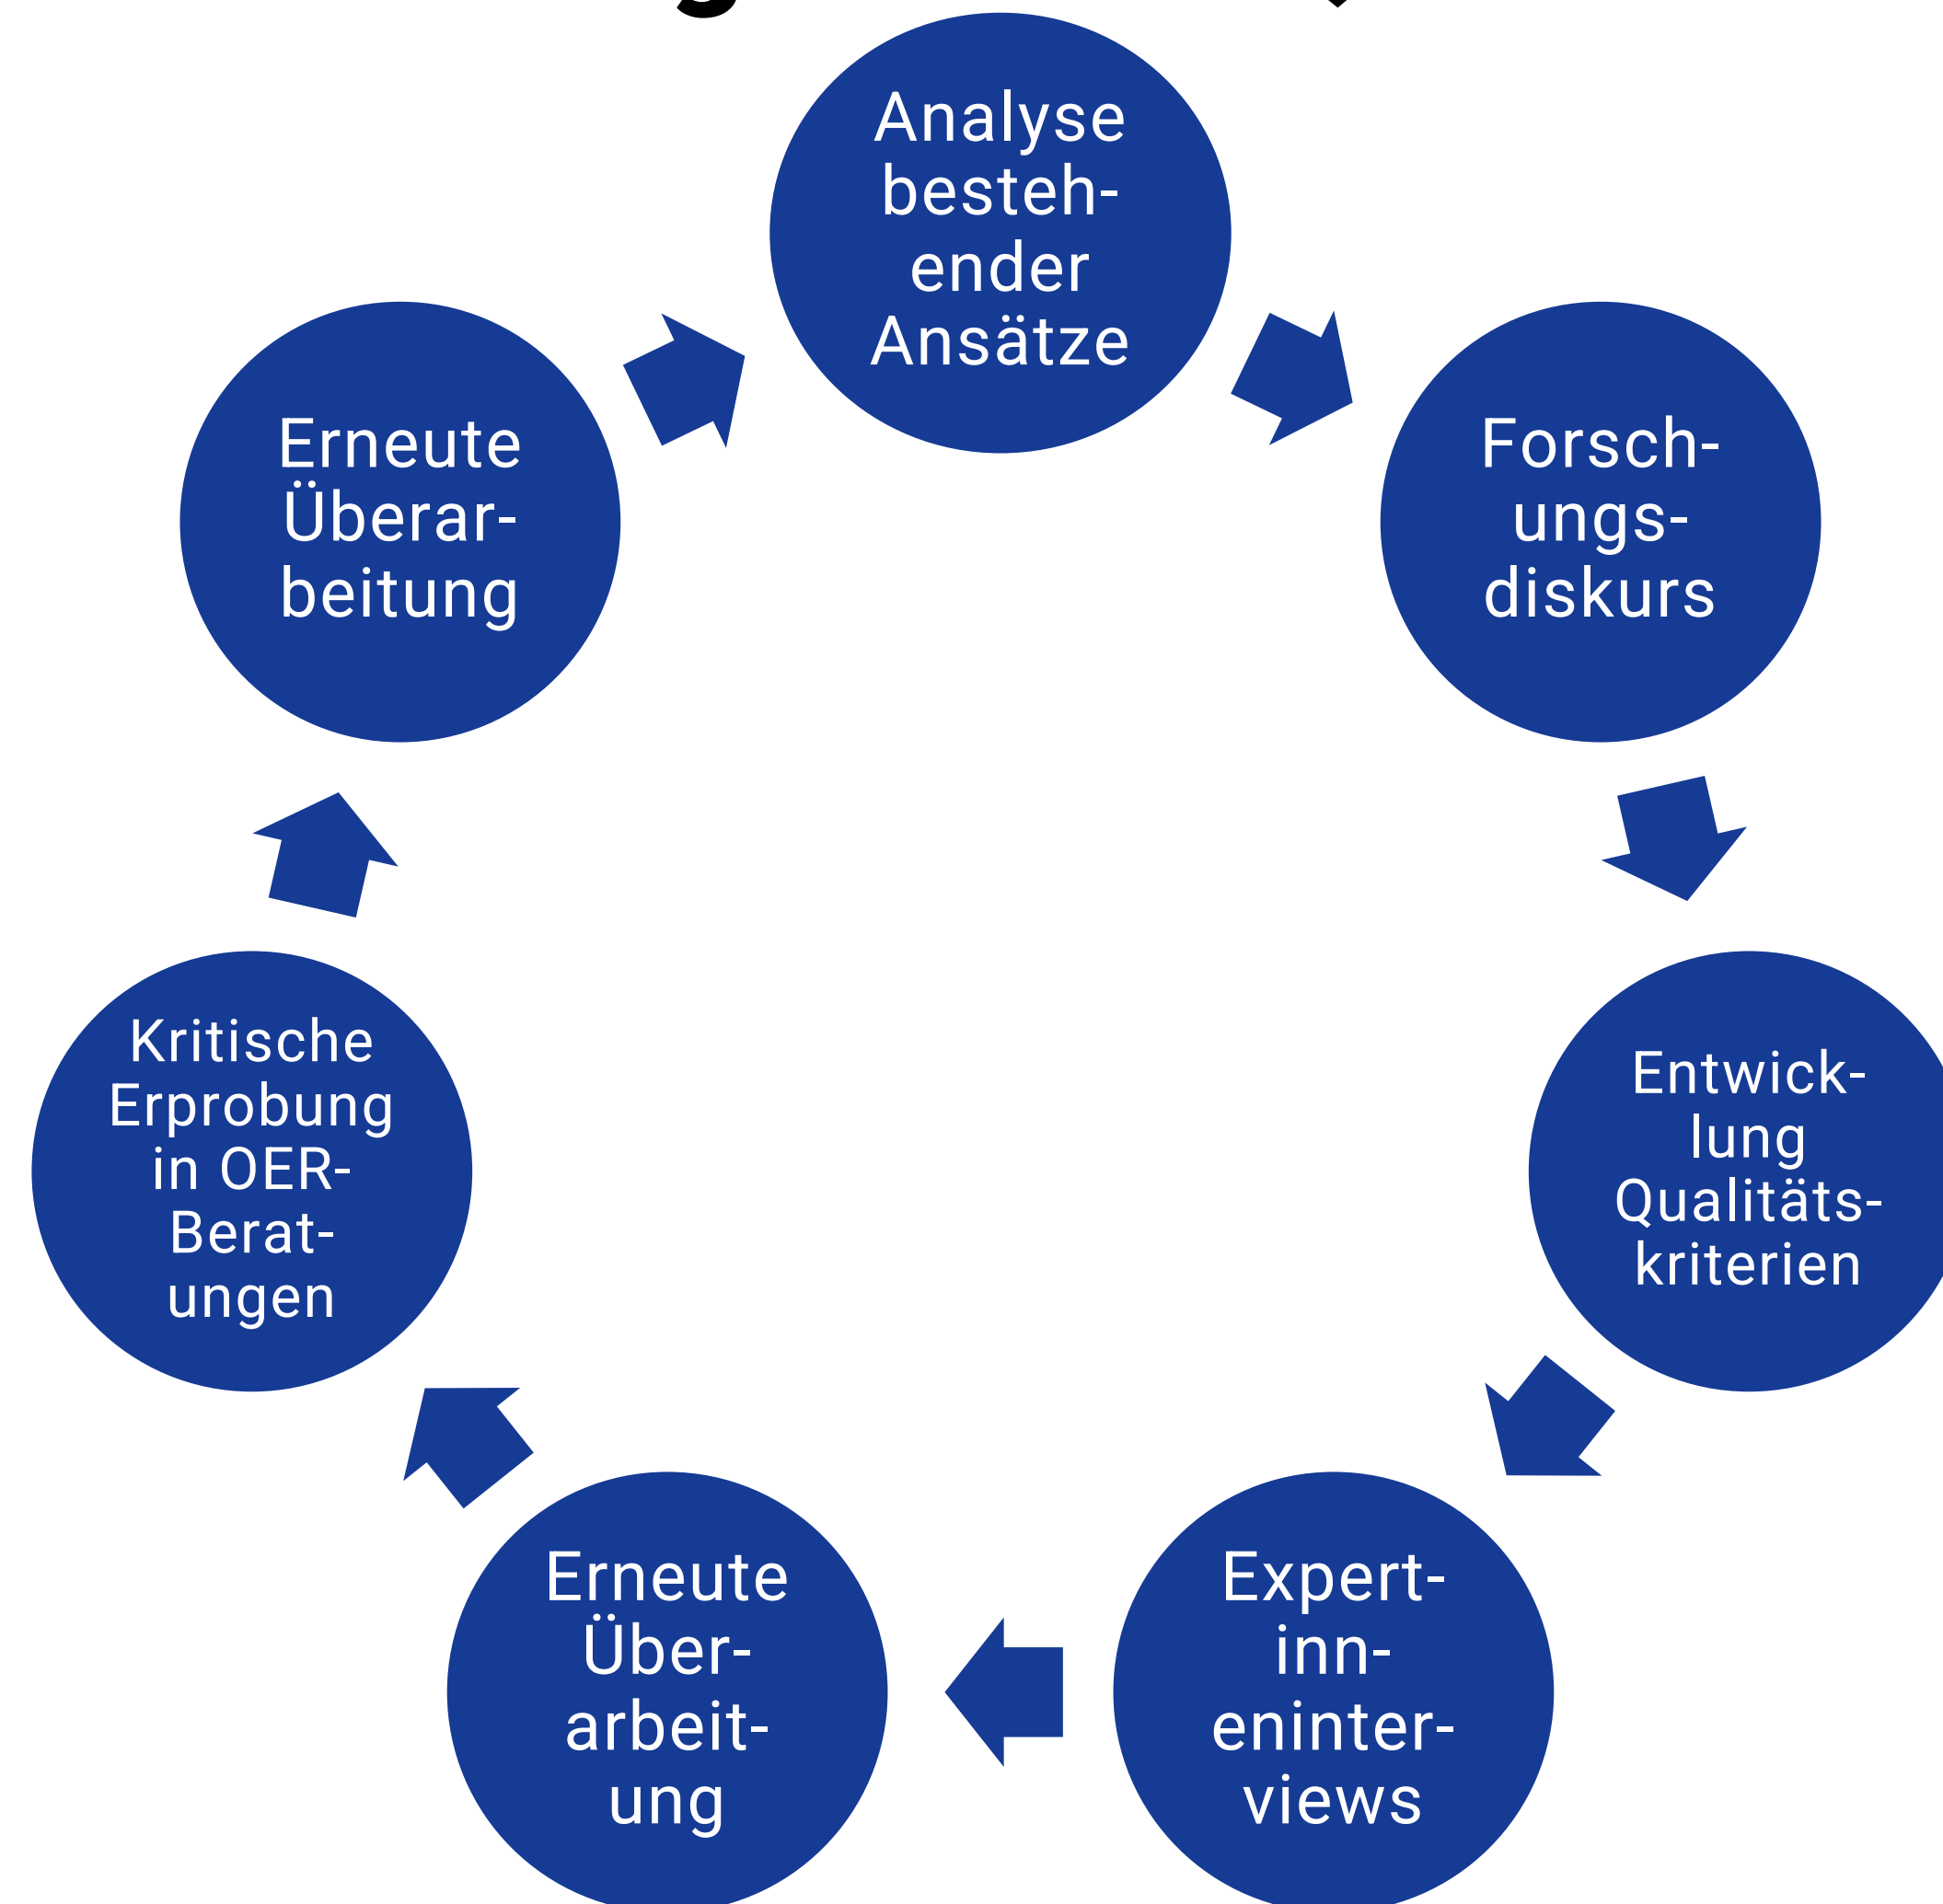 Analyse
besteh-
ender
Ansätze
Forsch-
ungs-
diskurs
Entwick-
lung
Qualitäts-
kriterien
Expert-
inn-
eninter-
views
Erneute
Über-
arbeit-
ung
Kritische
Erprobung
in OER-
Berat-
ungen
Erneute
Überar-
beitung